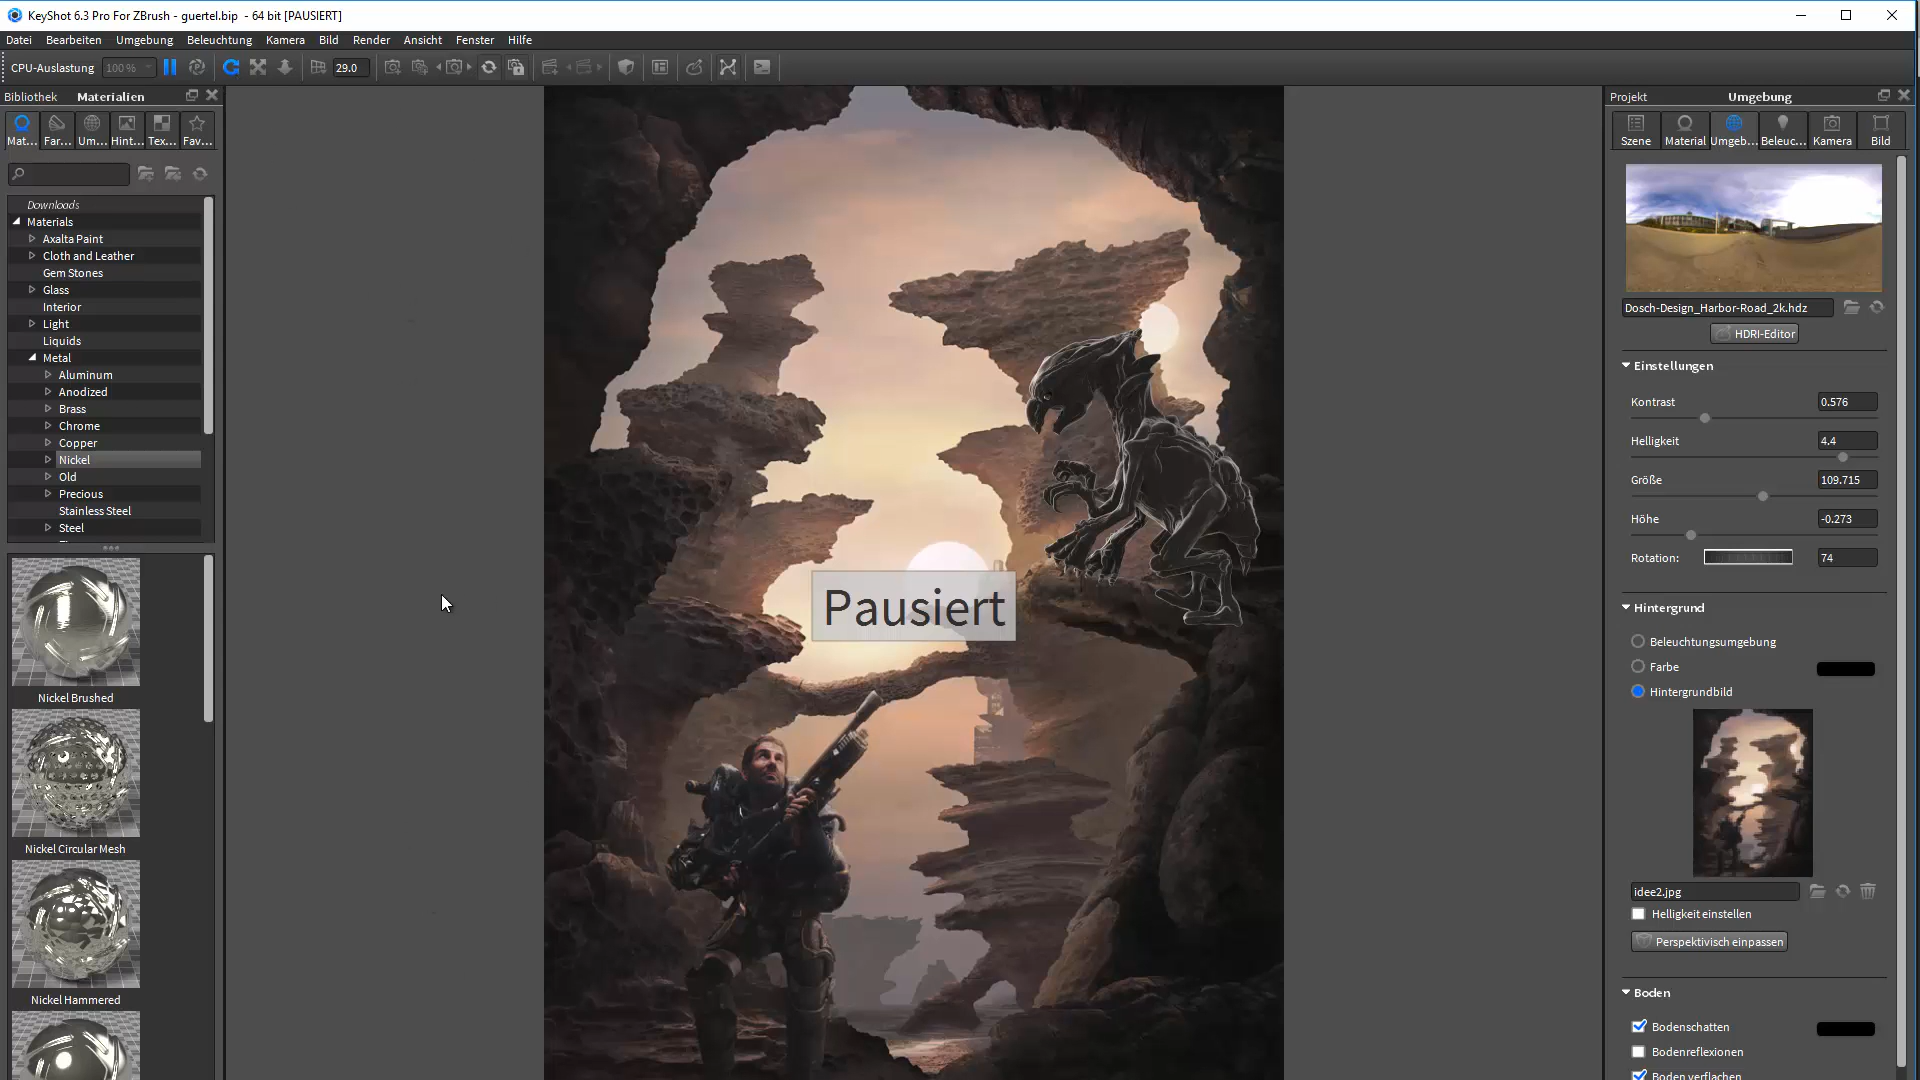 KeyShot 6.3 Pro For ZBrush - guertel.bip - 64 bit [PAUSIERT]
Datei Bearbeiten Umgebung Beleuchtung Kamera Bild Render Ansicht Fenster Hilfe
CPU-Auslastung 100 % 29.0
Bibliothek Materialien
Mat... Far... Um... Hint... Tex... Fav...
Downloads
Materials
Axalta Paint
Cloth and Leather
Gem Stones
Glass
Interior
Light
Liquids
Metal
Aluminum
Anodized
Brass
Chrome
Copper
Nickel
Old
Precious
Stainless Steel
Steel
Nickel Brushed
Nickel Circular Mesh
Nickel Hammered
Pausiert
Projekt Umgebung
Szene Material Umgeb... Beleuc... Kamera Bild
Dosch-Design_Harbor-Road_2k.hdz
HDRI-Editor
Einstellungen
Kontrast 0.576
Helligkeit 4.4
Größe 109.715
Höhe -0.273
Rotation: 74
Hintergrund
Beleuchtungsumgebung
Farbe
Hintergrundbild
idee2.jpg
Helligkeit einstellen
Perspektivisch einpassen
Boden
Bodenschatten
Bodenreflexionen
Boden verflachen